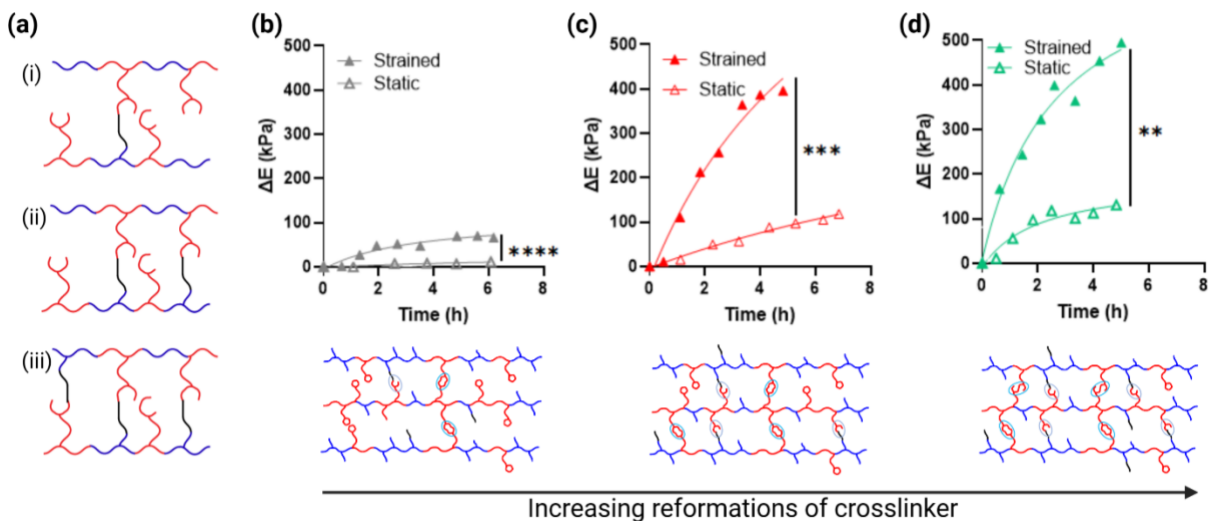 (a)
(i)
(ii)
(iii)
(b)
500
400
300
200
100
0
ΔE (kPa)
Strained
Static
****
0 2 4 6 8
Time (h)
(c)
500
400
300
200
100
0
ΔE (kPa)
Strained
Static
***
0 2 4 6 8
Time (h)
(d)
500
400
300
200
100
0
ΔE (kPa)
Strained
Static
**
0 2 4 6 8
Time (h)
Increasing reformations of crosslinker